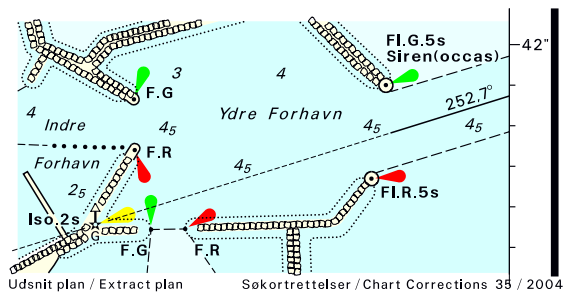 Fl.G.5s
Siren(occas)
42"
3
4
F.G
252,7°
4
Ydre Forhavn
Indre
4₅
4₅
4₅
F.R
Forhavn
4₅
2₅
Fl.R.5s
Iso.2s
G
F.G
F.R
Udsnit plan / Extract plan
Søkortrettelser / Chart Corrections 35 / 2004